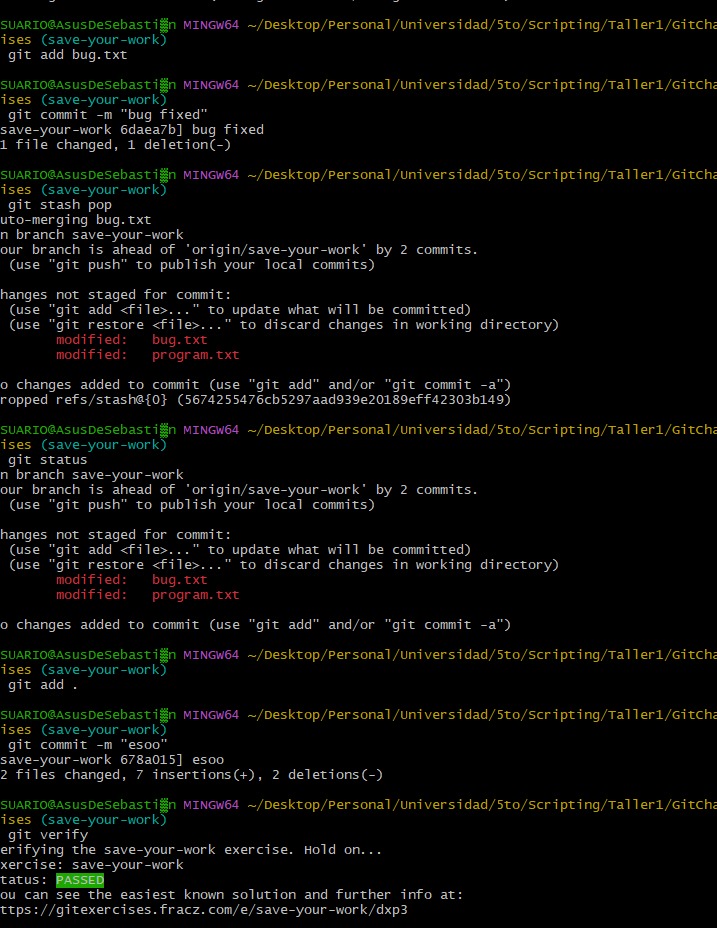 SUARIO@AsusDeSebasti▒n MINGW64 ~/Desktop/Personal/Universidad/5to/Scripting/Taller1/GitCha
ises (save-your-work)
git add bug.txt
SUARIO@AsusDeSebasti▒n MINGW64 ~/Desktop/Personal/Universidad/5to/Scripting/Taller1/GitCha
ises (save-your-work)
git commit -m "bug fixed"
save-your-work 6daea7b] bug fixed
1 file changed, 1 deletion(-)
SUARIO@AsusDeSebasti▒n MINGW64 ~/Desktop/Personal/Universidad/5to/Scripting/Taller1/GitCha
ises (save-your-work)
git stash pop
uto-merging bug.txt
n branch save-your-work
our branch is ahead of 'origin/save-your-work' by 2 commits.
(use "git push" to publish your local commits)
hanges not staged for commit:
(use "git add <file>..." to update what will be committed)
(use "git restore <file>..." to discard changes in working directory)
modified:   bug.txt
modified:   program.txt
o changes added to commit (use "git add" and/or "git commit -a")
ropped refs/stash@{0} (5674255476cb5297aad939e20189eff42303b149)
SUARIO@AsusDeSebasti▒n MINGW64 ~/Desktop/Personal/Universidad/5to/Scripting/Taller1/GitCha
ises (save-your-work)
git status
n branch save-your-work
our branch is ahead of 'origin/save-your-work' by 2 commits.
(use "git push" to publish your local commits)
hanges not staged for commit:
(use "git add <file>..." to update what will be committed)
(use "git restore <file>..." to discard changes in working directory)
modified:   bug.txt
modified:   program.txt
o changes added to commit (use "git add" and/or "git commit -a")
SUARIO@AsusDeSebasti▒n MINGW64 ~/Desktop/Personal/Universidad/5to/Scripting/Taller1/GitCha
ises (save-your-work)
git add .
SUARIO@AsusDeSebasti▒n MINGW64 ~/Desktop/Personal/Universidad/5to/Scripting/Taller1/GitCha
ises (save-your-work)
git commit -m "esoo"
save-your-work 678a015] esoo
2 files changed, 7 insertions(+), 2 deletions(-)
SUARIO@AsusDeSebasti▒n MINGW64 ~/Desktop/Personal/Universidad/5to/Scripting/Taller1/GitCha
ises (save-your-work)
git verify
erifying the save-your-work exercise. Hold on...
xercise: save-your-work
tatus: PASSED
ou can see the easiest known solution and further info at:
ttps://gitexercises.fracz.com/e/save-your-work/dxp3